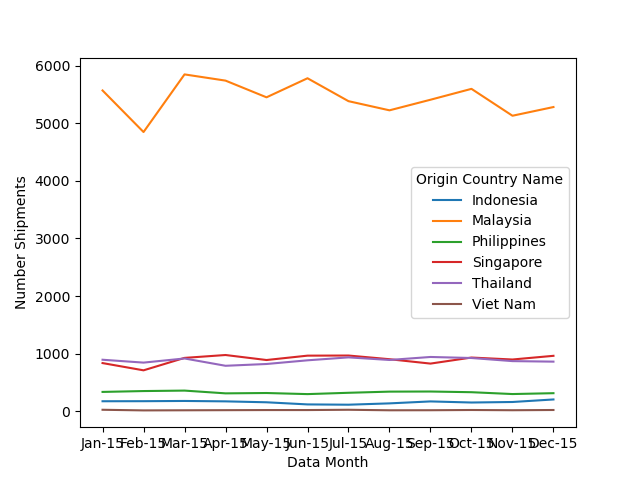 6000
5000
4000
3000
2000
1000
0
Number Shipments
Origin Country Name
Indonesia
Malaysia
Philippines
Singapore
Thailand
Viet Nam
Jan-15 Feb-15 Mar-15 Apr-15 May-15 Jun-15 Jul-15 Aug-15 Sep-15 Oct-15 Nov-15 Dec-15
Data Month